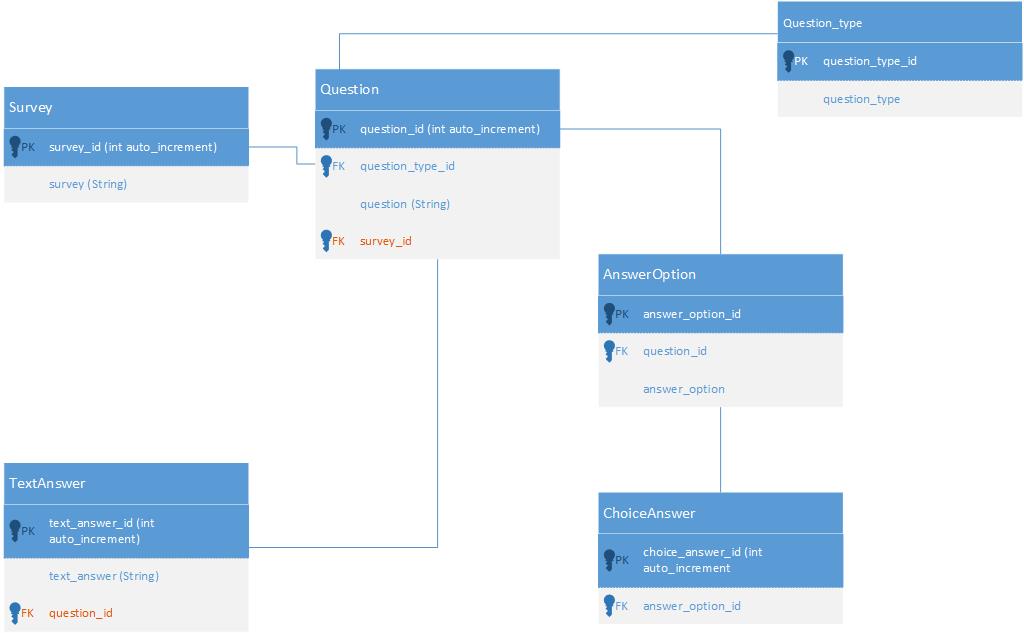 Question_type
PK question_type_id
question_type
Question
PK question_id (int auto_increment)
FK question_type_id
question (String)
FK survey_id
Survey
PK survey_id (int auto_increment)
survey (String)
AnswerOption
PK answer_option_id
FK question_id
answer_option
TextAnswer
PK text_answer_id (int
auto_increment)
text_answer (String)
FK question_id
ChoiceAnswer
PK choice_answer_id (int
auto_increment
FK answer_option_id